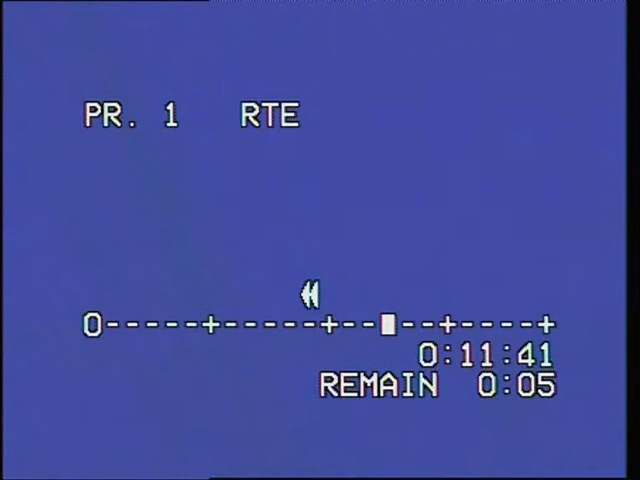 PR. 1 RTE
0-----+-----+--█--+----+
0:11:41
REMAIN 0:05